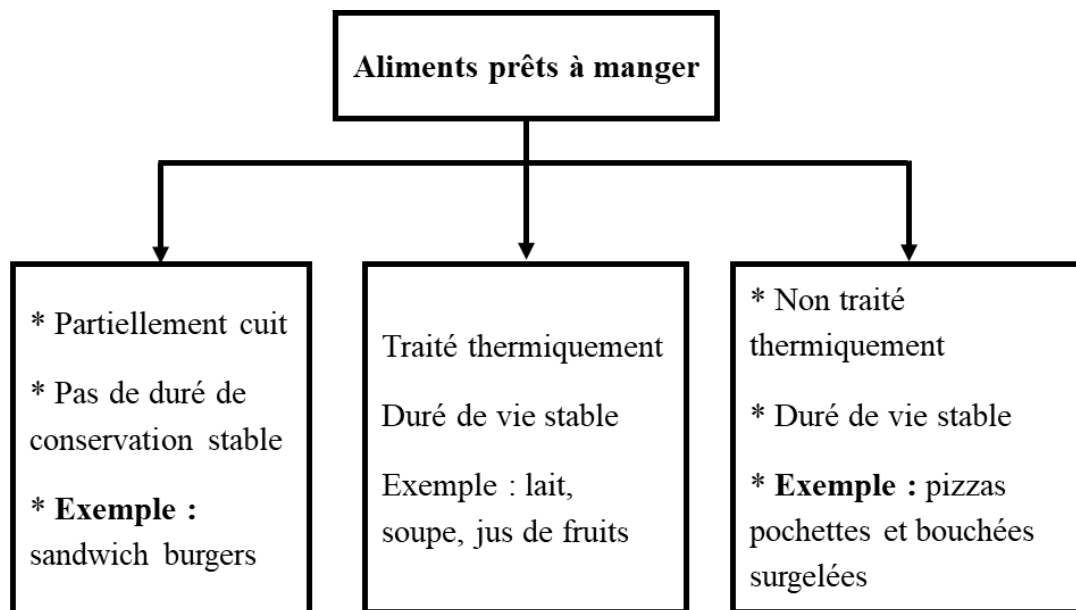 Aliments prêts à manger
* Partiellement cuit
* Pas de duré de
conservation stable
* Exemple :
sandwich burgers
Traité thermiquement
Duré de vie stable
Exemple : lait,
soupe, jus de fruits
* Non traité
thermiquement
* Duré de vie stable
* Exemple : pizzas
pochettes et bouchées
surgelées